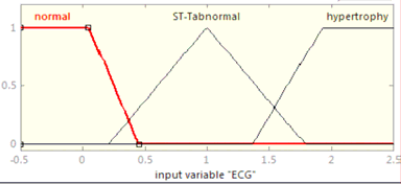 normal ST-Tabnormal hypertrophy
1
0.5
0
-0.5 0 0.5 1 1.5 2 2.5
input variable "ECG"